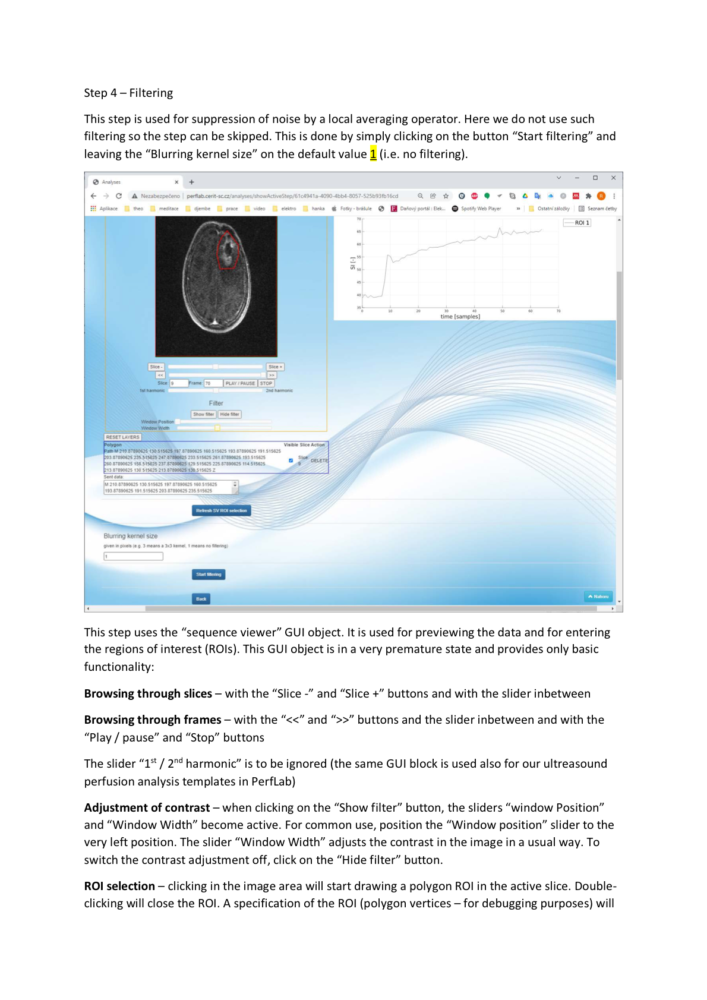 Step 4 – Filtering
This step is used for suppression of noise by a local averaging operator. Here we do not use such
filtering so the step can be skipped. This is done by simply clicking on the button “Start filtering” and
leaving the “Blurring kernel size” on the default value 1 (i.e. no filtering).
Analyses
Nezabezpečeno | perflab.cerit-sc.cz/analyses/showActiveStep/61c4941a-4090-4bb4-8057-525b93fb16cd
Aplikace theo meditace djembe prace video elektro hanka Fotky - brášule Daňový portál : Elek... Spotify Web Player » Ostatní záložky Seznam četby
ROI 1
70
65
60
55
50
45
40
35
SI [-]
0 10 20 30 40 50 60 70
time [samples]
Slice - Slice +
<< >>
Slice: 9 Frame: 70 PLAY / PAUSE STOP
1st harmonic 2nd harmonic
Filter
Show filter Hide filter
Window Position
Window Width
RESET LAYERS
Polygon Visible Slice Action
Path M 210.87890625 130.515625 197.87890625 160.515625 193.87890625 191.515625
203.87890625 235.515625 247.87890625 233.515625 261.87890625 193.515625
260.87890625 158.515625 237.87890625 129.515625 225.87890625 114.515625
213.87890625 130.515625 213.87890625 130.515625 Z
Slice 9 DELETE
Sent data:
M 210.87890625 130.515625 197.87890625 160.515625
193.87890625 191.515625 203.87890625 235.515625
Refresh SV ROI selection
Blurring kernel size
given in pixels (e.g. 3 means a 3x3 kernel, 1 means no filtering)
1
Start filtering
Back
Nahoru
This step uses the “sequence viewer” GUI object. It is used for previewing the data and for entering
the regions of interest (ROIs). This GUI object is in a very premature state and provides only basic
functionality:
Browsing through slices – with the “Slice -” and “Slice +” buttons and with the slider inbetween
Browsing through frames – with the “<<” and “>>” buttons and the slider inbetween and with the
“Play / pause” and “Stop” buttons
The slider “1st / 2nd harmonic” is to be ignored (the same GUI block is used also for our ultreasound
perfusion analysis templates in PerfLab)
Adjustment of contrast – when clicking on the “Show filter” button, the sliders “window Position”
and “Window Width” become active. For common use, position the “Window position” slider to the
very left position. The slider “Window Width” adjusts the contrast in the image in a usual way. To
switch the contrast adjustment off, click on the “Hide filter” button.
ROI selection – clicking in the image area will start drawing a polygon ROI in the active slice. Double-
clicking will close the ROI. A specification of the ROI (polygon vertices – for debugging purposes) will